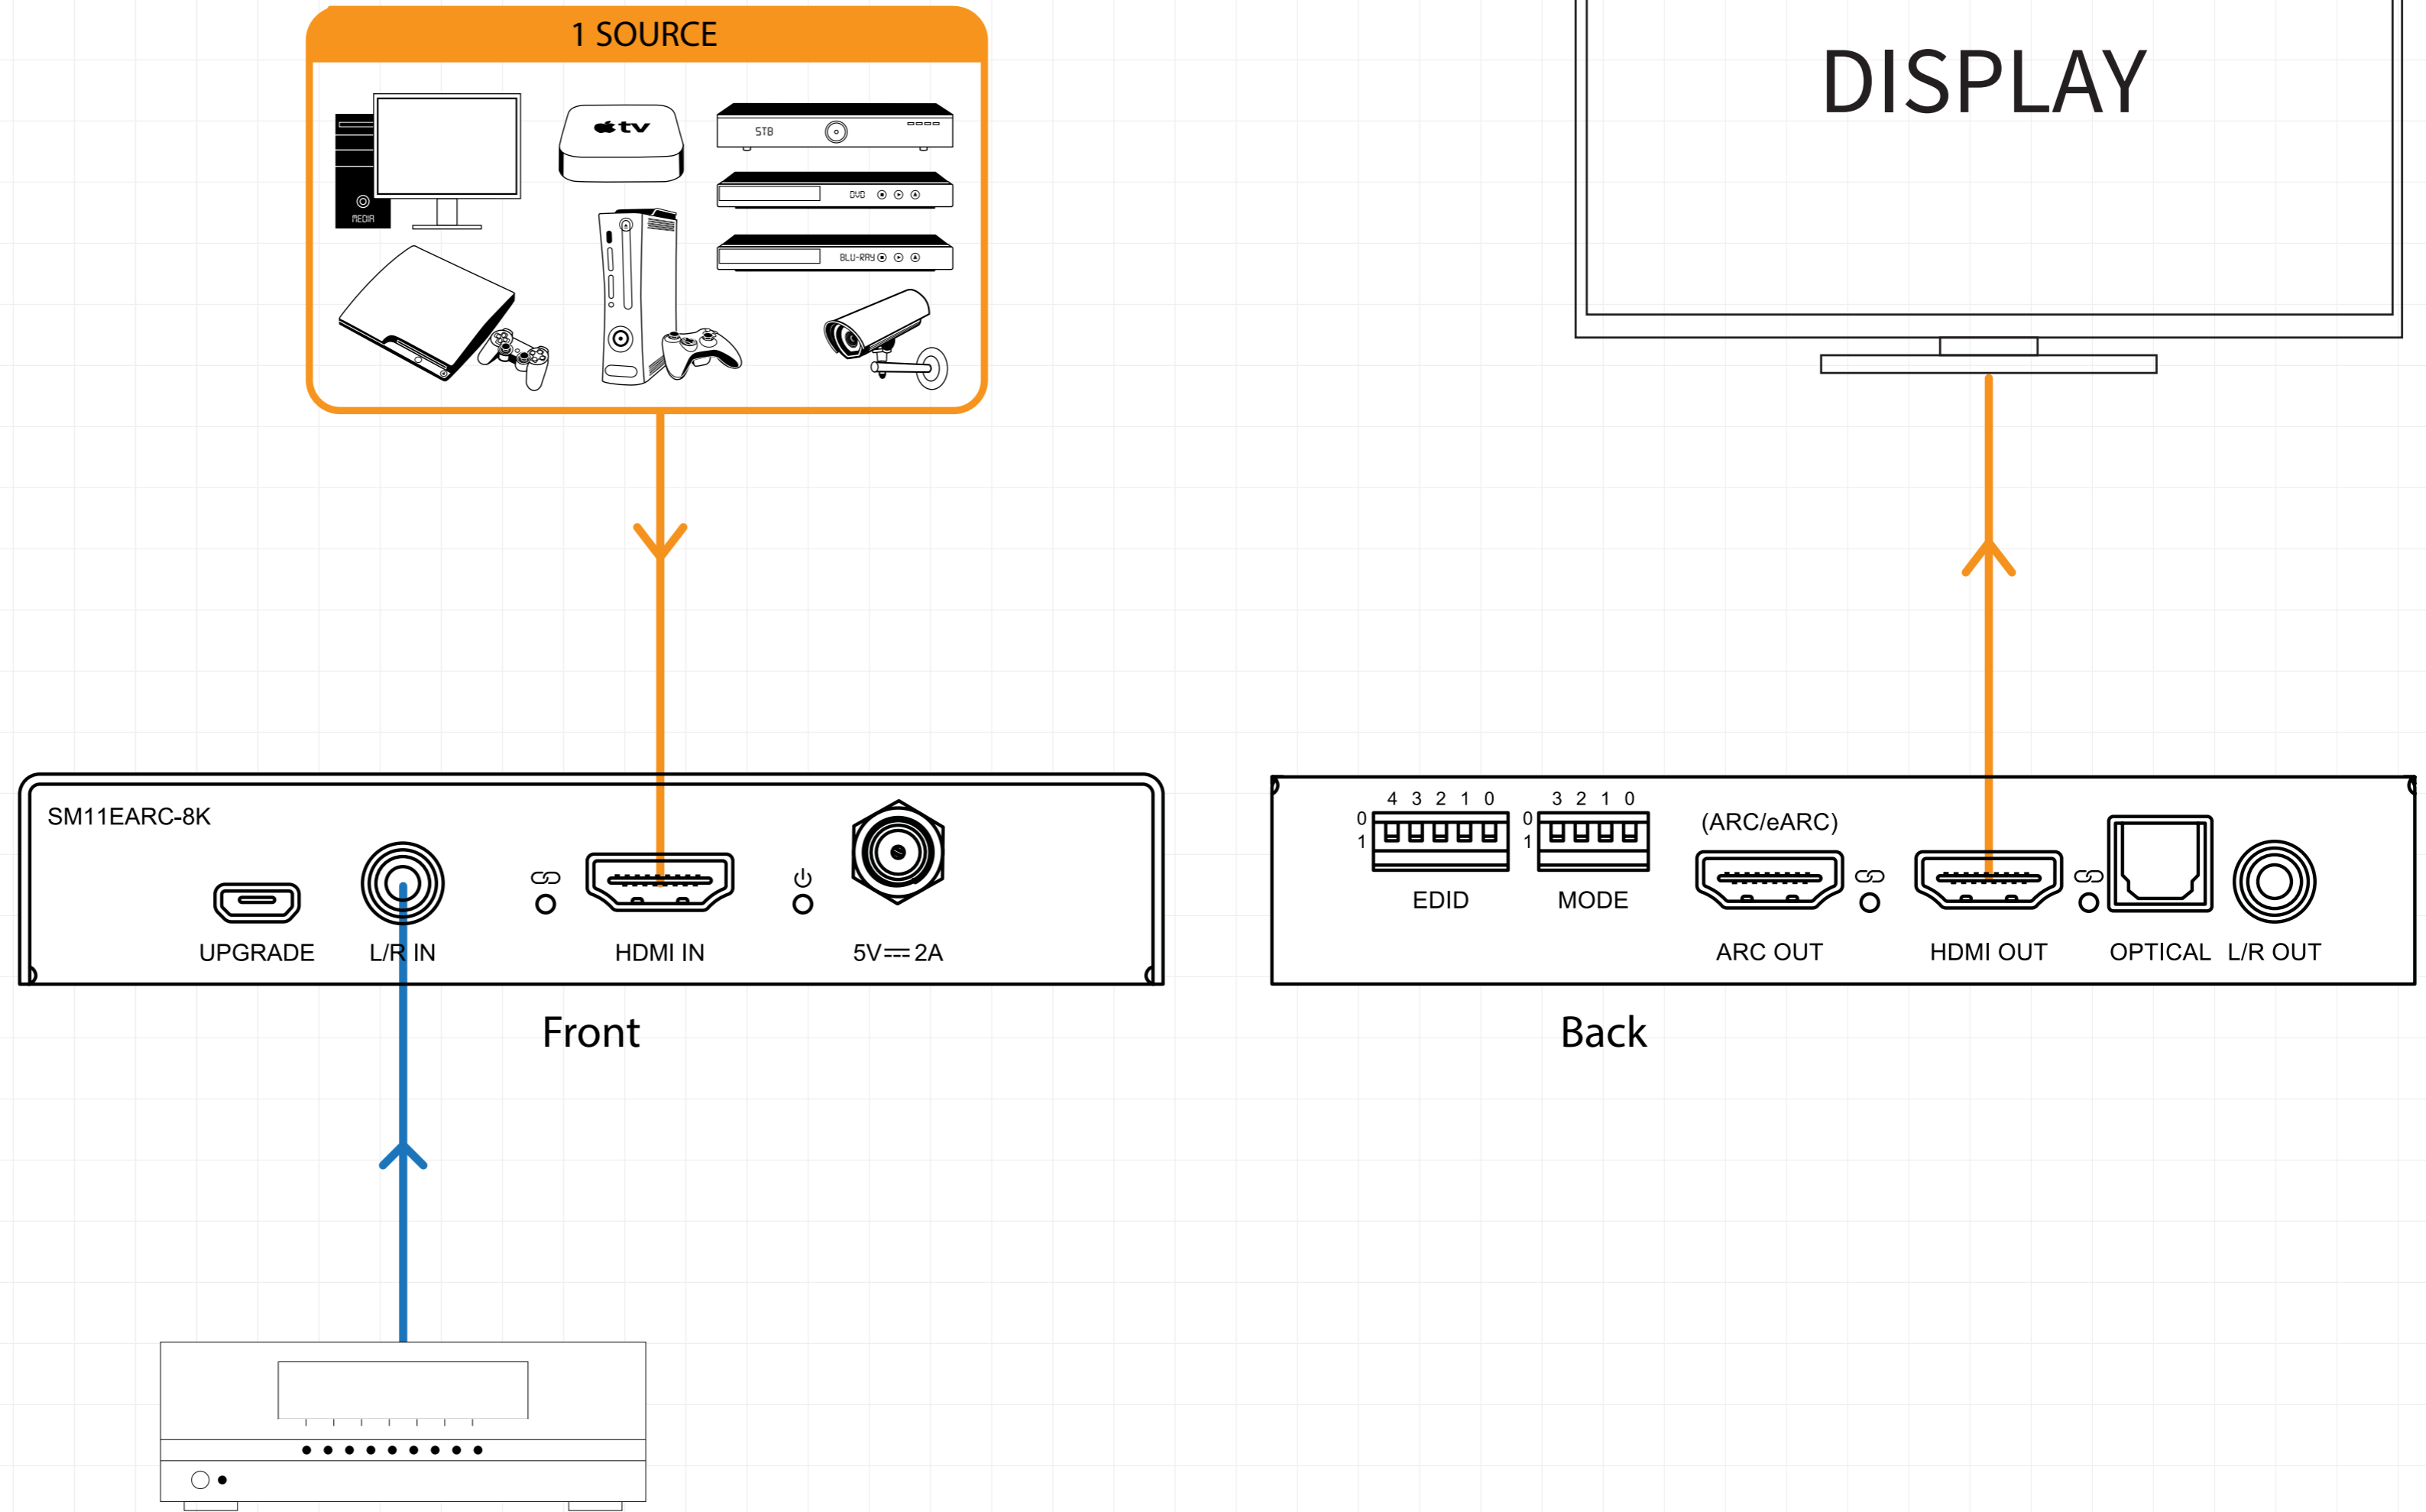 1 SOURCE
DISPLAY
tv
STB
DVD
MEDIA
BLU-RAY
SM11EARC-8K
UPGRADE
L/R IN
HDMI IN
5V⎓2A
Front
4 3 2 1 0
0
1
EDID
3 2 1 0
0
1
MODE
(ARC/eARC)
ARC OUT
HDMI OUT
OPTICAL
L/R OUT
Back